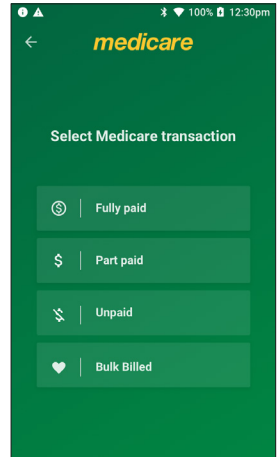 100% 12:30pm
medicare
Select Medicare transaction
Fully paid
Part paid
Unpaid
Bulk Billed